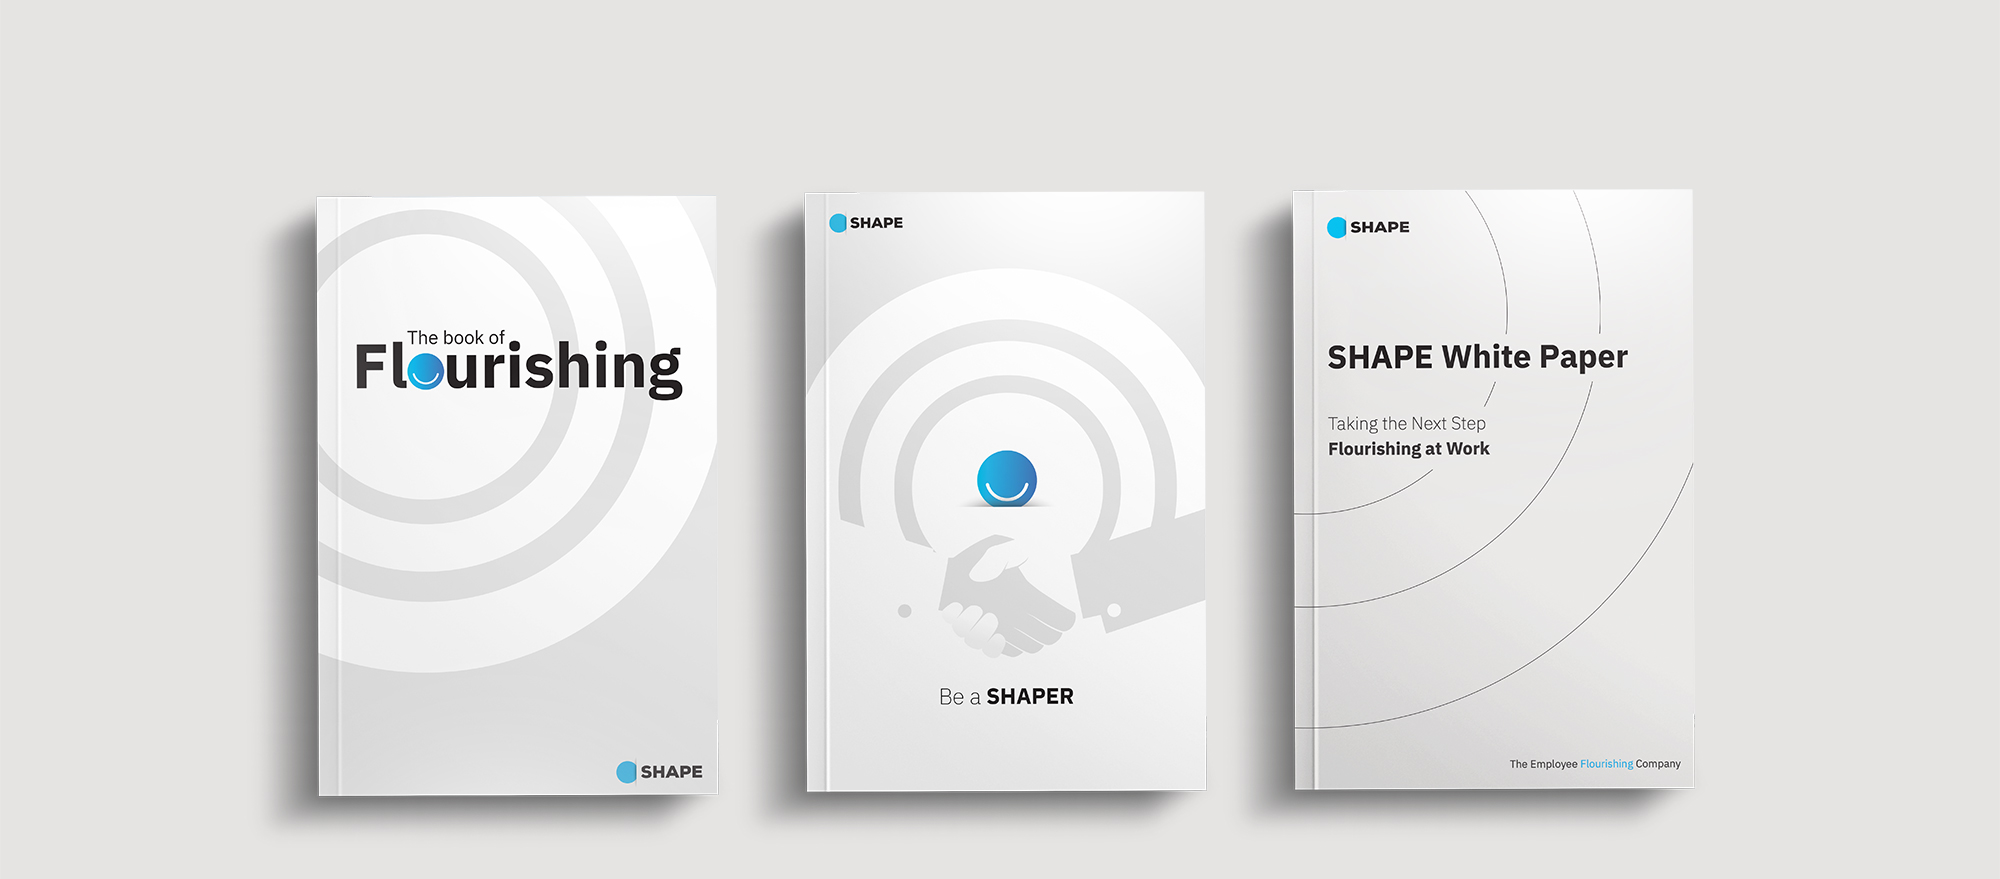 The book of
Flourishing
SHAPE
SHAPE
Be a SHAPER
SHAPE
SHAPE White Paper
Taking the Next Step
Flourishing at Work
The Employee Flourishing Company